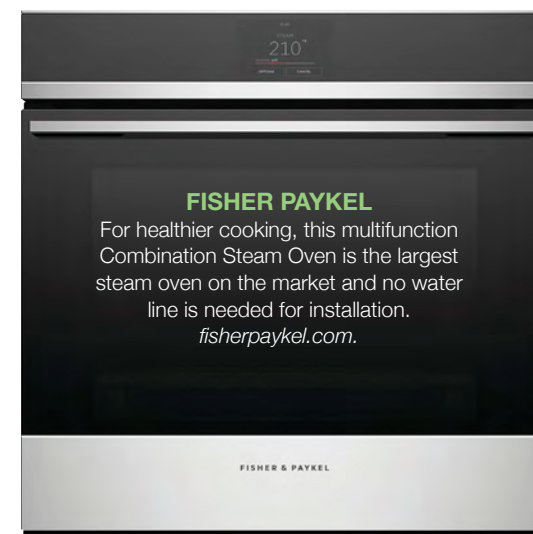 STEAM
210°
FISHER PAYKEL
For healthier cooking, this multifunction
Combination Steam Oven is the largest
steam oven on the market and no water
line is needed for installation.
fisherpaykel.com.
FISHER & PAYKEL